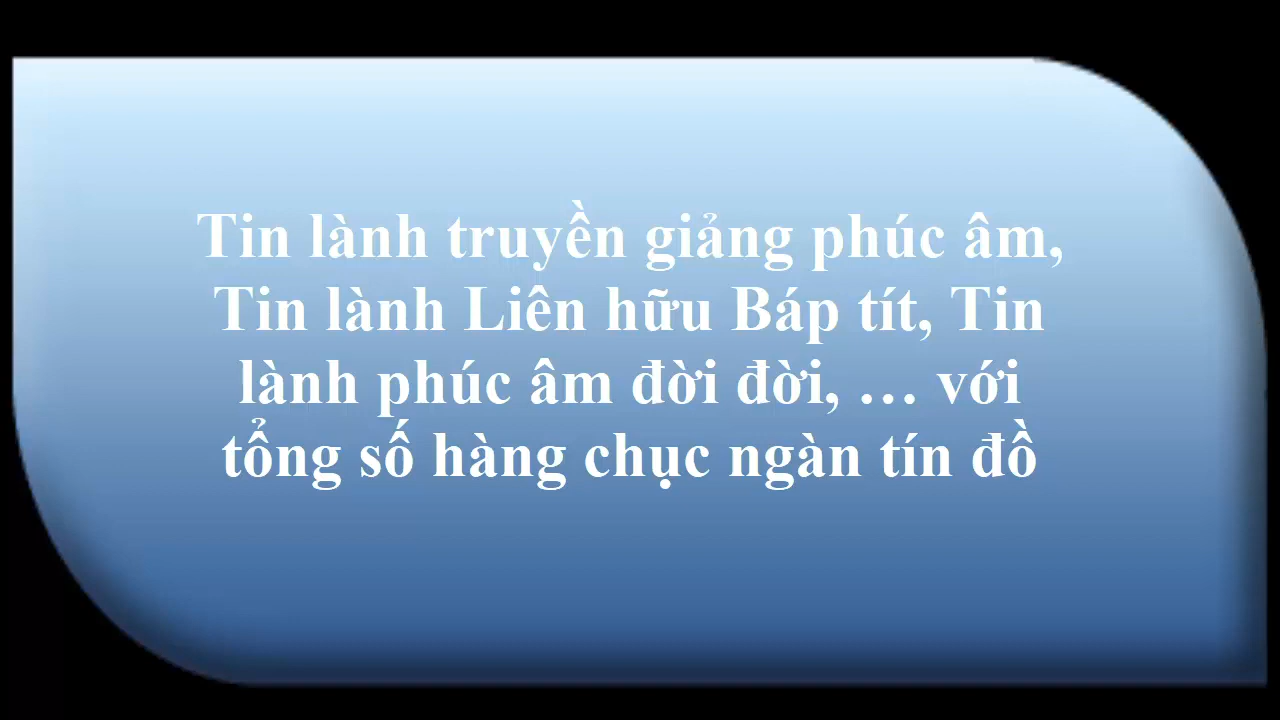 Tin lành truyền giảng phúc âm,
Tin lành Liên hữu Báp tít, Tin
lành phúc âm đời đời, … với
tổng số hàng chục ngàn tín đồ